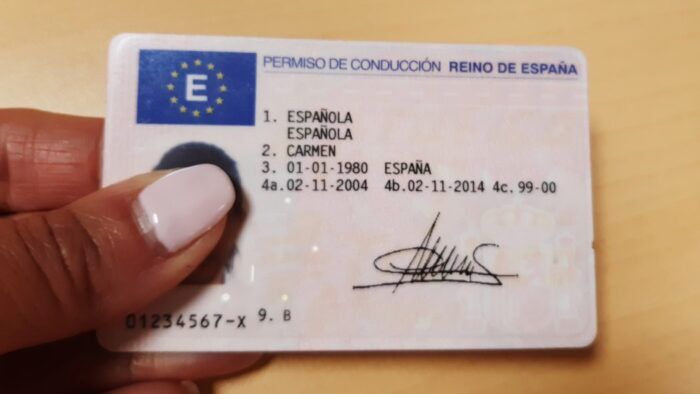 E
PERMISO DE CONDUCCIÓN REINO DE ESPAÑA
1. ESPAÑOLA
ESPAÑOLA
2. CARMEN
3. 01-01-1980 ESPAÑA
4a.02-11-2004 4b.02-11-2014 4c.99-00
01234567-X 9. B